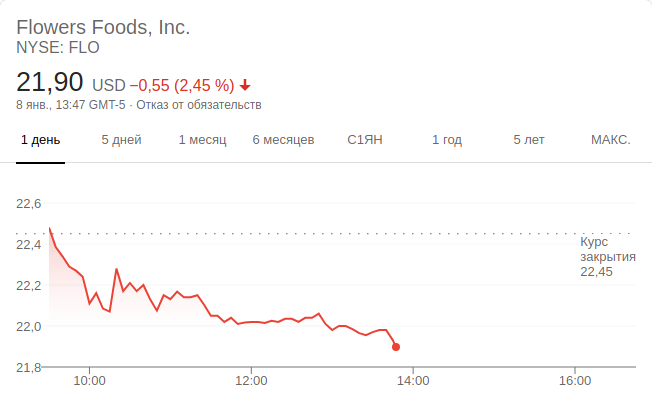 Flowers Foods, Inc.
NYSE: FLO
21,90 USD −0,55 (2,45 %)
8 янв., 13:47 GMT-5 · Отказ от обязательств
1 день 5 дней 1 месяц 6 месяцев С1ЯН 1 год 5 лет МАКС.
22,6
22,4
22,2
22,0
21,8
Курс
закрытия
22,45
10:00 12:00 14:00 16:00